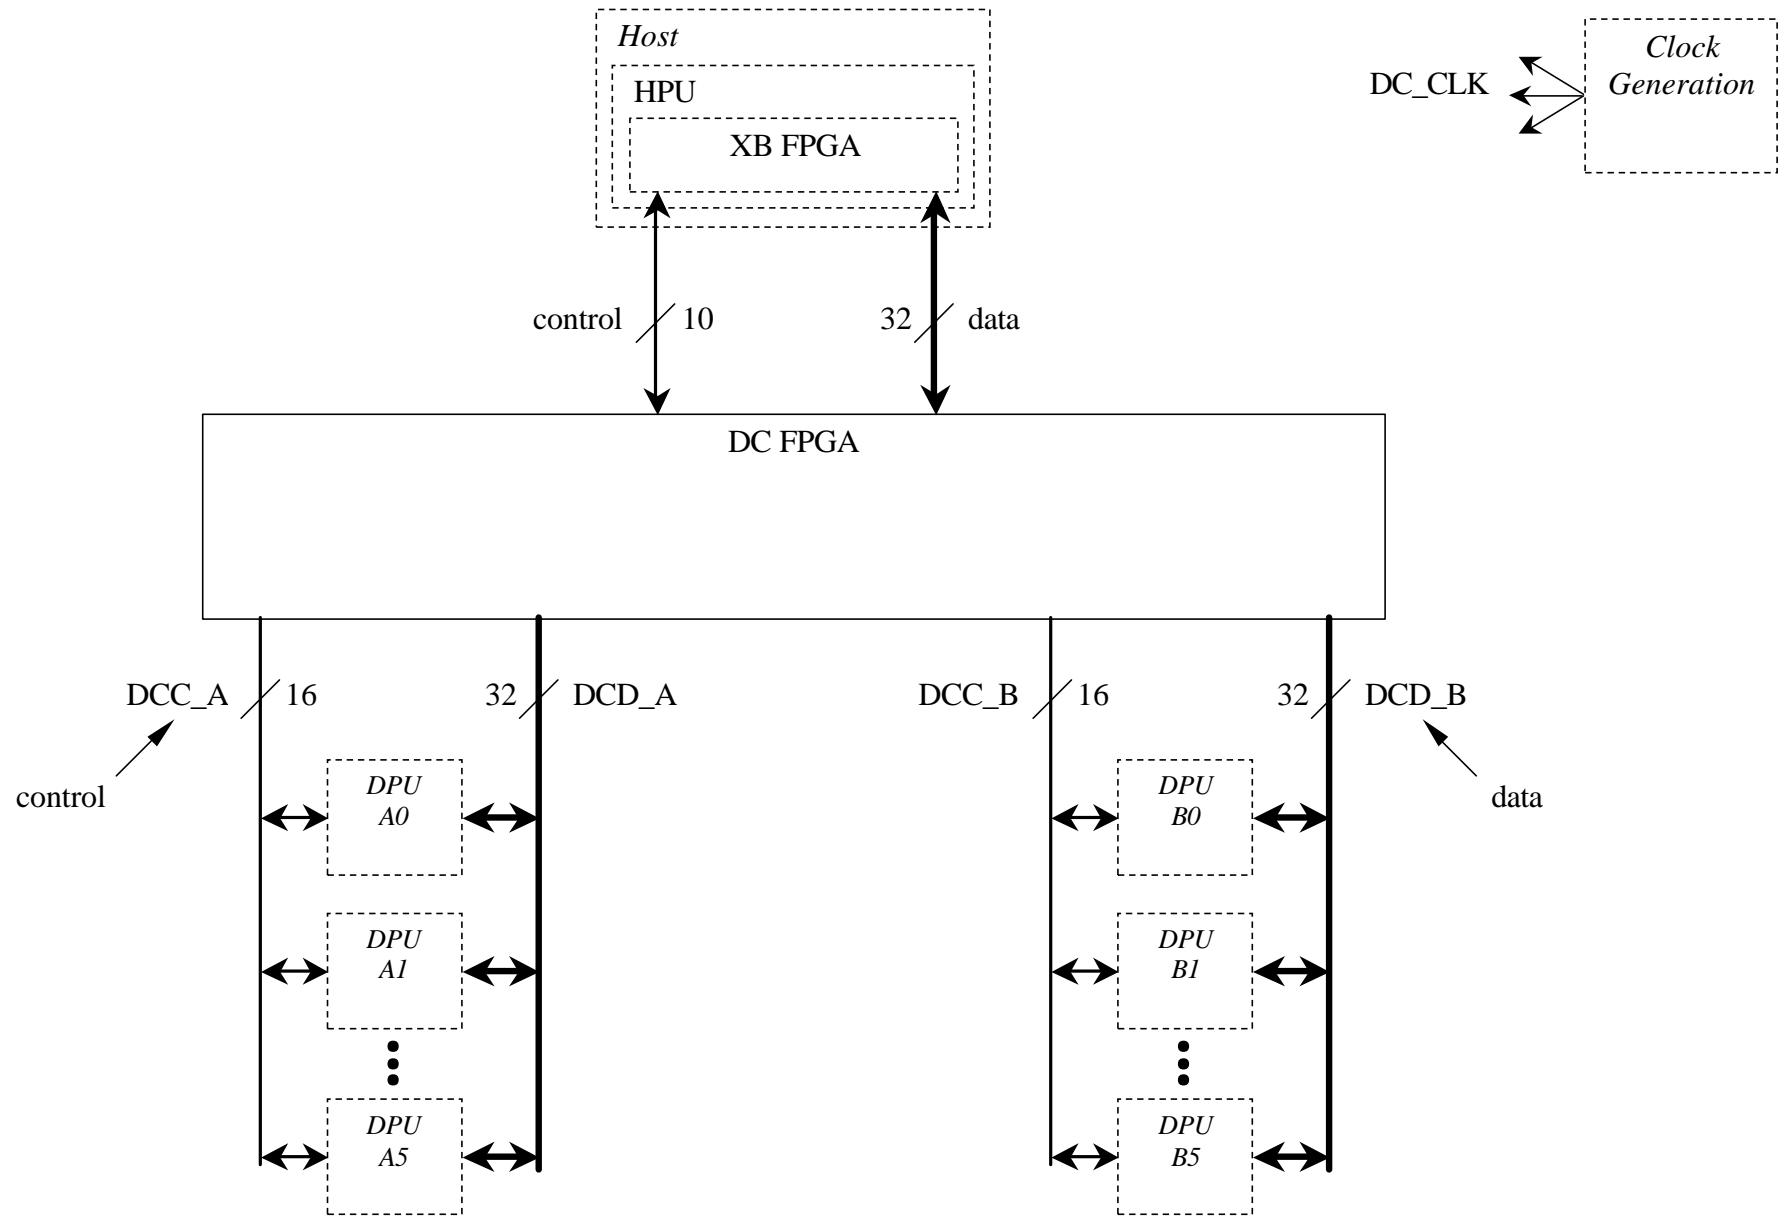 Host
HPU
XB FPGA
DC_CLK
Clock
Generation
control 10
32 data
DC FPGA
DCC_A 16
32 DCD_A
DCC_B 16
32 DCD_B
control
data
DPU
A0
DPU
B0
DPU
A1
DPU
B1
DPU
A5
DPU
B5